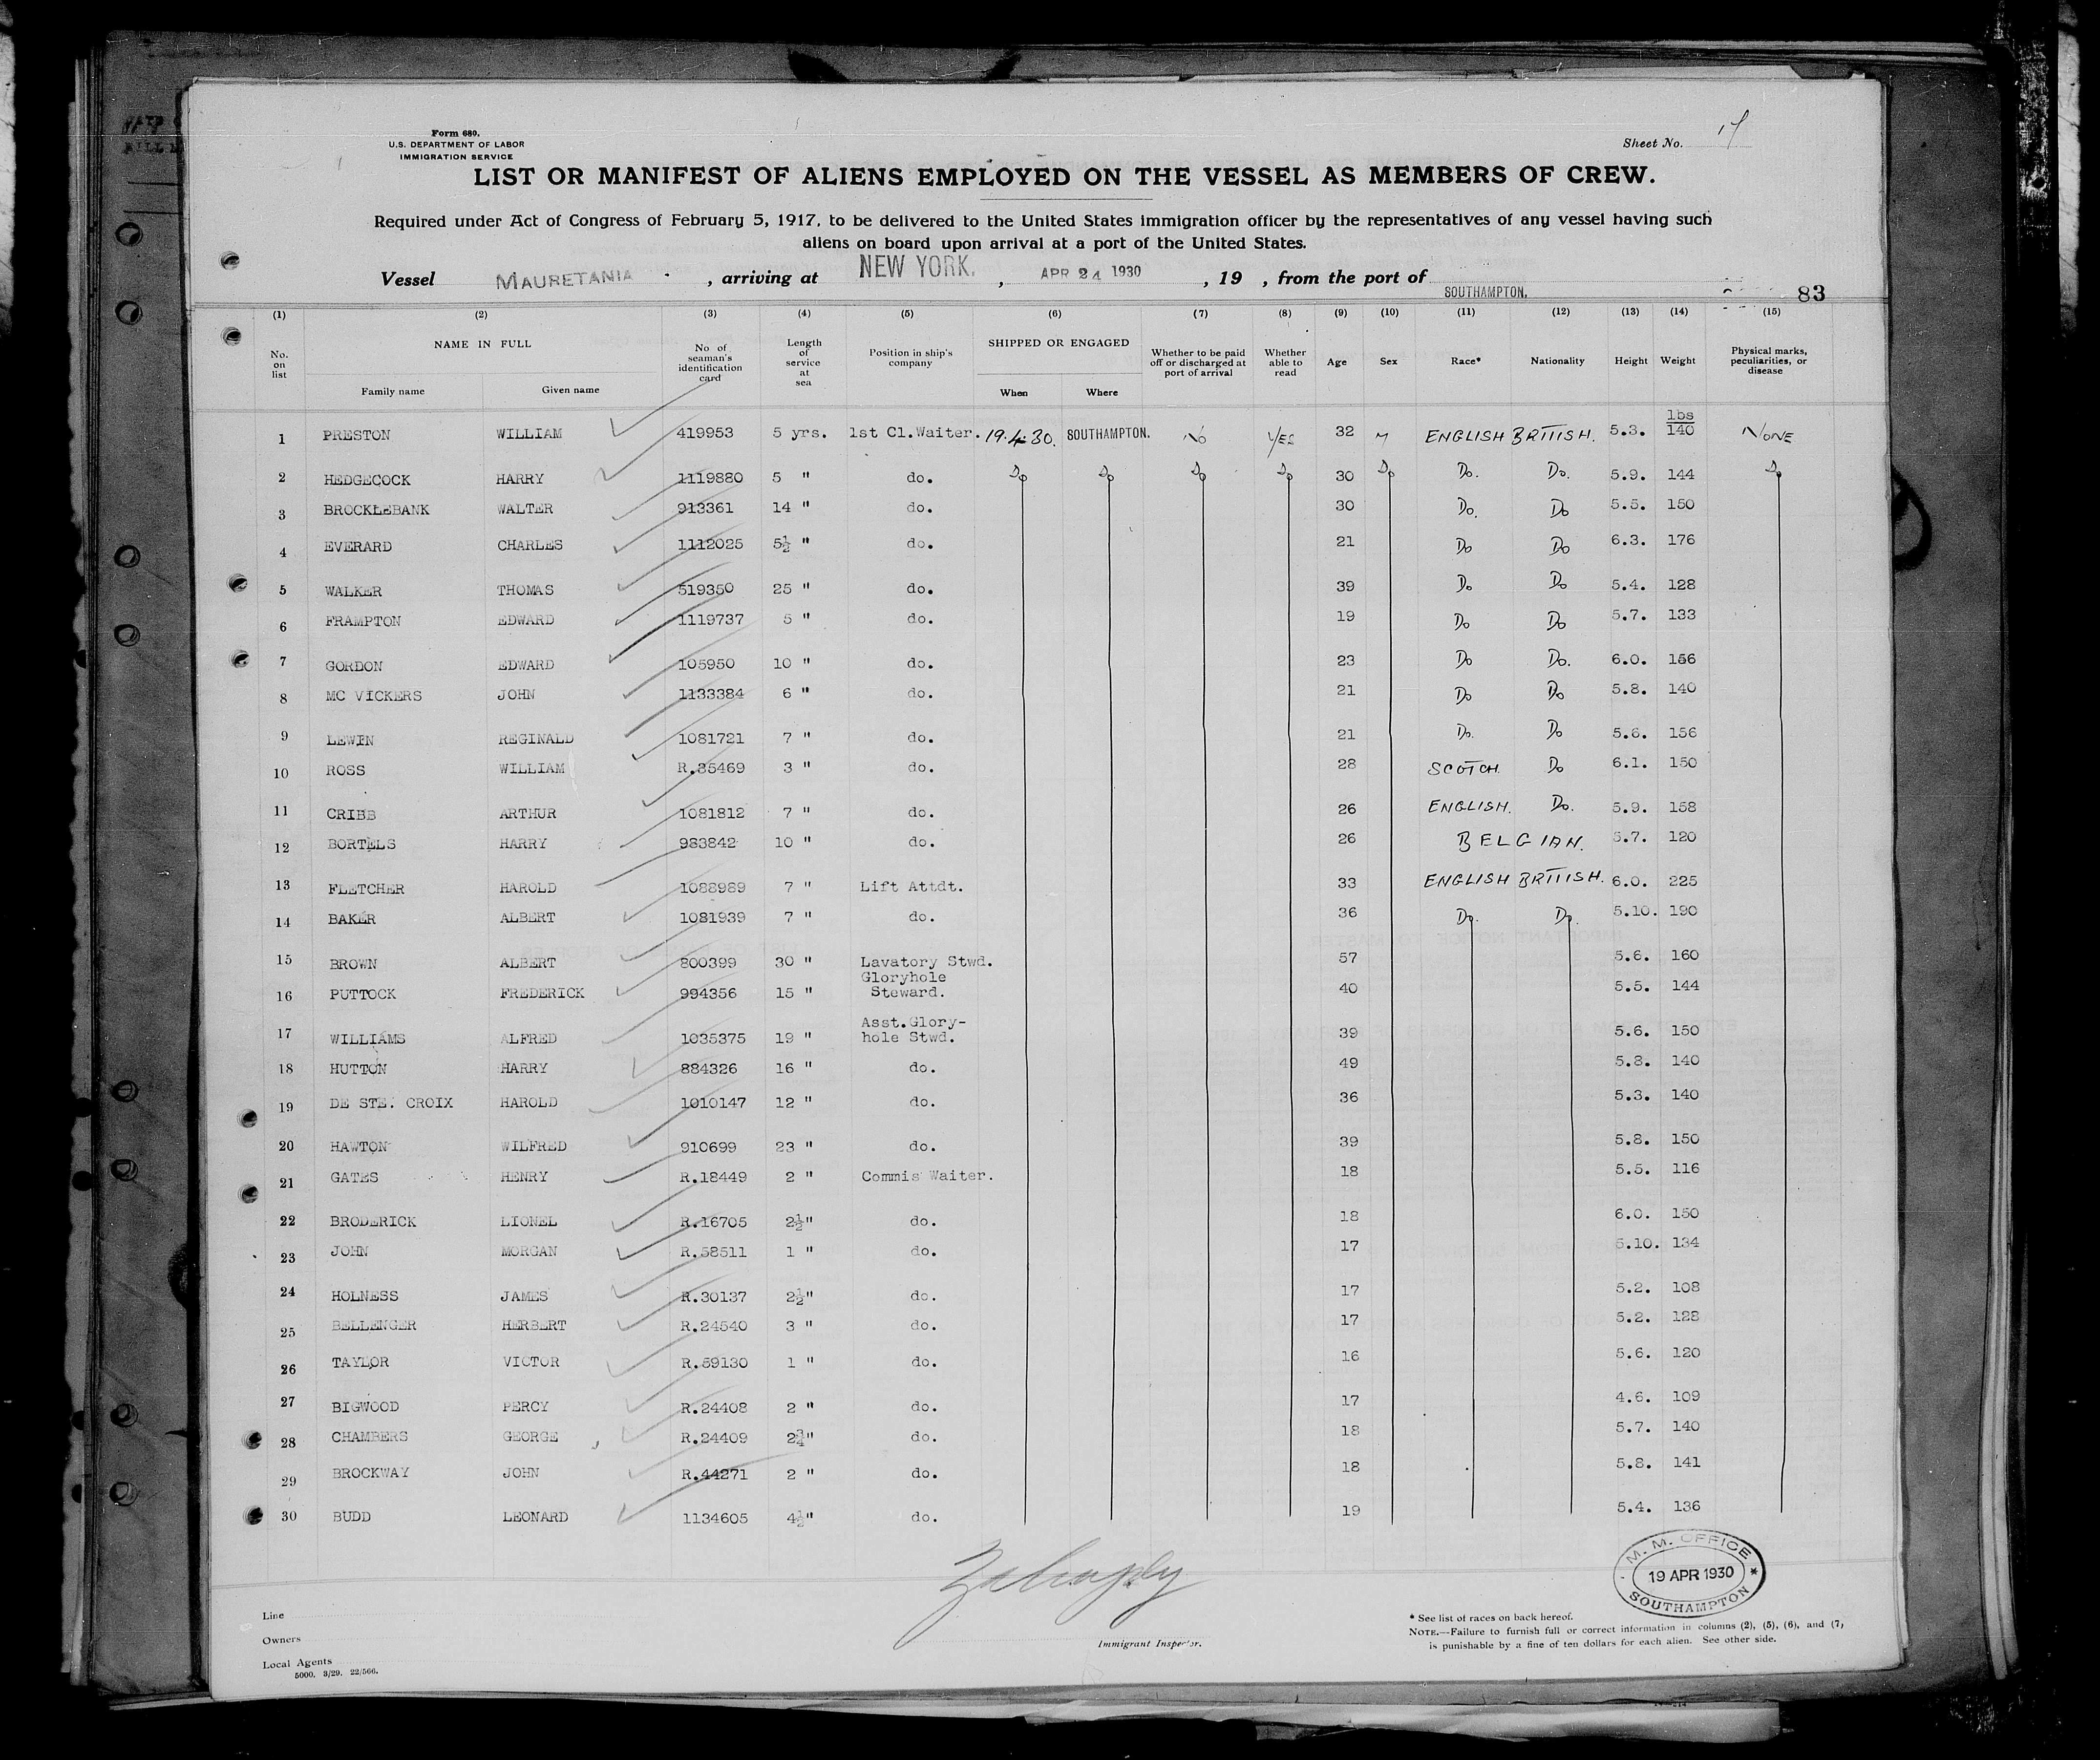 Form 680.
U.S. DEPARTMENT OF LABOR
IMMIGRATION SERVICE
Sheet No.
LIST OR MANIFEST OF ALIENS EMPLOYED ON THE VESSEL AS MEMBERS OF CREW.
Required under Act of Congress of February 5, 1917, to be delivered to the United States immigration officer by the representatives of any vessel having such
aliens on board upon arrival at a port of the United States.
Vessel MAURETANIA , arriving at NEW YORK. , APR 24 1930 , 19 , from the port of SOUTHAMPTON.
83
(1) (2) (3) (4) (5) (6) (7) (8) (9) (10) (11) (12) (13) (14) (15)
No. on list NAME IN FULL Family name Given name No. of seaman's identification card Length of service at sea Position in ship's company SHIPPED OR ENGAGED When Where Whether to be paid off or discharged at port of arrival Whether able to read Age Sex Race* Nationality Height Weight Physical marks, peculiarities, or disease
lbs
1 PRESTON WILLIAM 419953 5 yrs. 1st Cl.Waiter. 19.4.30. SOUTHAMPTON. NO YES 32 M ENGLISH BRITISH. 5.3. 140 NONE
2 HEDGECOCK HARRY 1119880 5 " do. Do Do Do Do 30 Do Do. Do. 5.9. 144 Do
3 BROCKLEBANK WALTER 913361 14 " do. 30 Do. Do 5.5. 150
4 EVERARD CHARLES 1112025 5½ " do. 21 Do Do 6.3. 176
5 WALKER THOMAS 519350 25 " do. 39 Do Do 5.4. 128
6 FRAMPTON EDWARD 1119737 5 " do. 19 Do Do 5.7. 133
7 GORDON EDWARD 105950 10 " do. 23 Do Do. 6.0. 156
8 MC VICKERS JOHN 1133384 6 " do. 21 Do Do 5.8. 140
9 LEWIN REGINALD 1081721 7 " do. 21 Do. Do 5.6. 156
10 ROSS WILLIAM R.35469 3 " do. 28 SCOTCH. Do 6.1. 150
11 CRIBB ARTHUR 1081812 7 " do. 26 ENGLISH. Do. 5.9. 158
12 BORTELS HARRY 983842 10 " do. 26 BELGIAN. 5.7. 120
13 FLETCHER HAROLD 1088989 7 " Lift Attdt. 33 ENGLISH BRITISH. 6.0. 225
14 BAKER ALBERT 1081939 7 " do. 36 Do. Do. 5.10. 190
15 BROWN ALBERT 800399 30 " Lavatory Stwd. 57 5.6. 160
16 PUTTOCK FREDERICK 994356 15 " Gloryhole Steward. 40 5.5. 144
17 WILLIAMS ALFRED 1035375 19 " Asst.Glory-hole Stwd. 39 5.6. 150
18 HUTTON HARRY 884326 16 " do. 49 5.8. 140
19 DE STE. CROIX HAROLD 1010147 12 " do. 36 5.3. 140
20 HAWTON WILFRED 910699 23 " do. 39 5.8. 150
21 GATES HENRY R.18449 2 " Commis Waiter. 18 5.5. 116
22 BRODERICK LIONEL R.16705 2½" do. 18 6.0. 150
23 JOHN MORGAN R.58511 1 " do. 17 5.10. 134
24 HOLNESS JAMES R.30137 2½" do. 17 5.2. 108
25 BELLENGER HERBERT R.24540 3 " do. 17 5.2. 128
26 TAYLOR VICTOR R.59130 1 " do. 16 5.6. 120
27 BIGWOOD PERCY R.24408 2 " do. 17 4.6. 109
28 CHAMBERS GEORGE R.24409 2¾" do. 18 5.7. 140
29 BROCKWAY JOHN R.44271 2 " do. 18 5.8. 141
30 BUDD LEONARD 1134605 4½" do. 19 5.4. 136
M. M. OFFICE
19 APR 1930
SOUTHAMPTON
Line
Owners
Local Agents
5000. 3/29. 22/566.
Immigrant Inspector.
* See list of races on back hereof.
NOTE.—Failure to furnish full or correct information in columns (2), (5), (6), and (7,
is punishable by a fine of ten dollars for each alien. See other side.